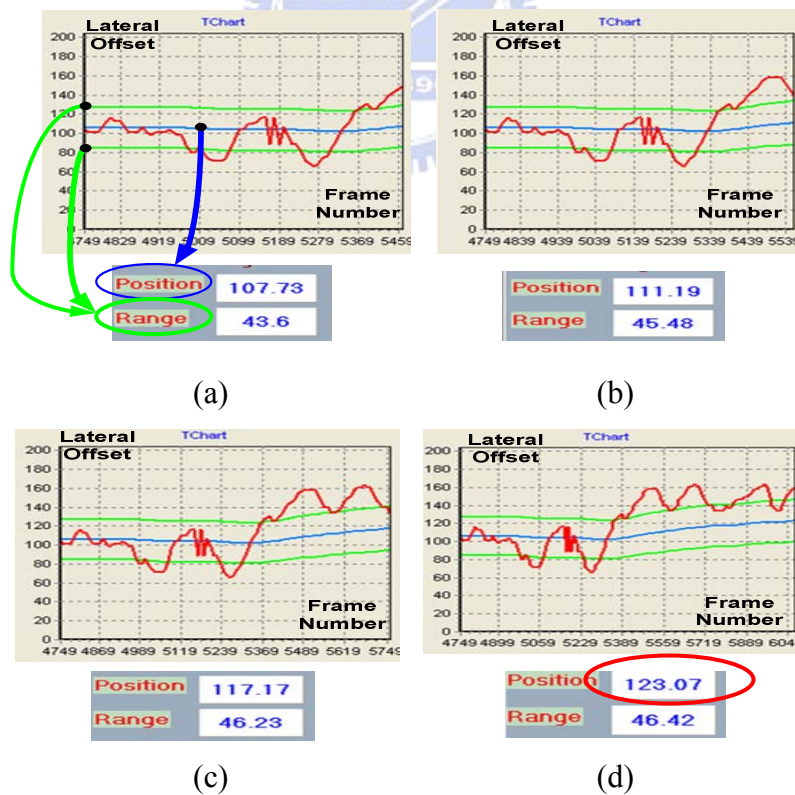 Lateral
Offset
TChart
200
180
160
140
120
100
80
60
40
20
0
Frame
Number
4749 4829 4919 5009 5099 5189 5279 5369 5459
Position 107.73
Range 43.6
(a)
Lateral
Offset
TChart
200
180
160
140
120
100
80
60
40
20
0
Frame
Number
4749 4839 4939 5039 5139 5239 5339 5439 5539
Position 111.19
Range 45.48
(b)
Lateral
Offset
TChart
200
180
160
140
120
100
80
60
40
20
0
Frame
Number
4749 4869 4989 5119 5239 5369 5489 5619 5749
Position 117.17
Range 46.23
(c)
Lateral
Offset
TChart
200
180
160
140
120
100
80
60
40
20
0
Frame
Number
4749 4899 5059 5229 5389 5559 5719 5889
Position 123.07
Range 46.42
(d)